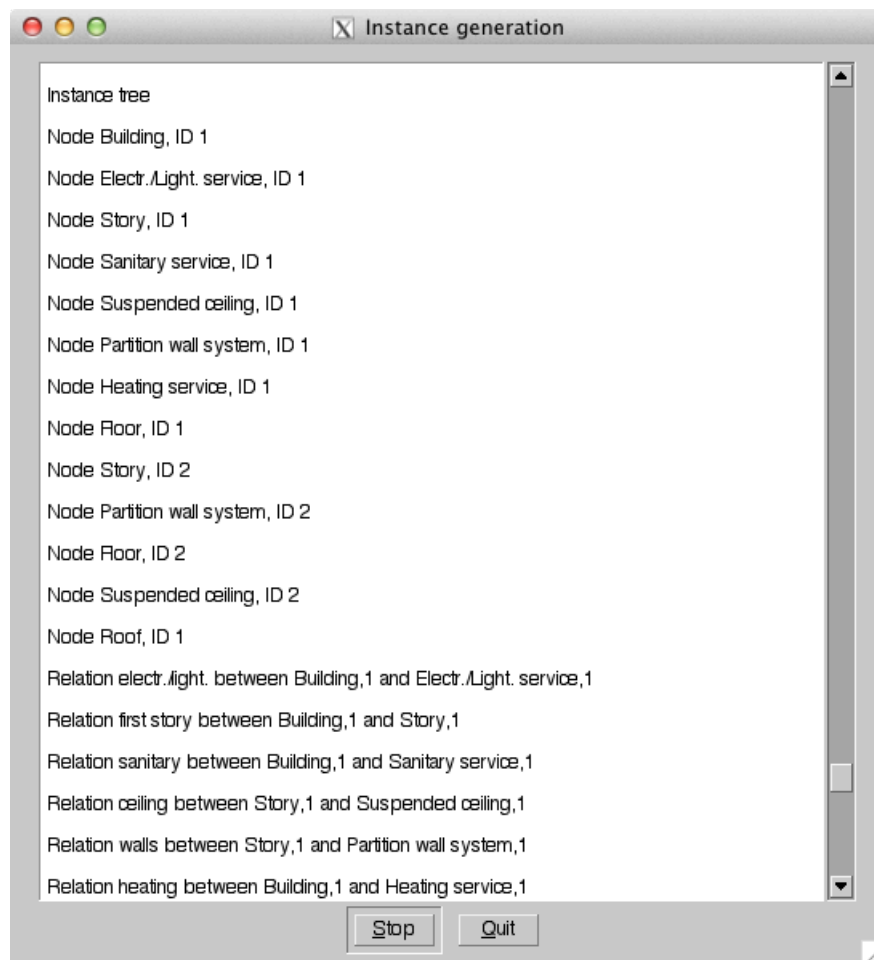 Instance generation
Instance tree
Node Building, ID 1
Node Electr./Light. service, ID 1
Node Story, ID 1
Node Sanitary service, ID 1
Node Suspended ceiling, ID 1
Node Partition wall system, ID 1
Node Heating service, ID 1
Node Floor, ID 1
Node Story, ID 2
Node Partition wall system, ID 2
Node Floor, ID 2
Node Suspended ceiling, ID 2
Node Roof, ID 1
Relation electr./light. between Building,1 and Electr./Light. service,1
Relation first story between Building,1 and Story,1
Relation sanitary between Building,1 and Sanitary service,1
Relation ceiling between Story,1 and Suspended ceiling,1
Relation walls between Story,1 and Partition wall system,1
Relation heating between Building,1 and Heating service,1
Stop Quit